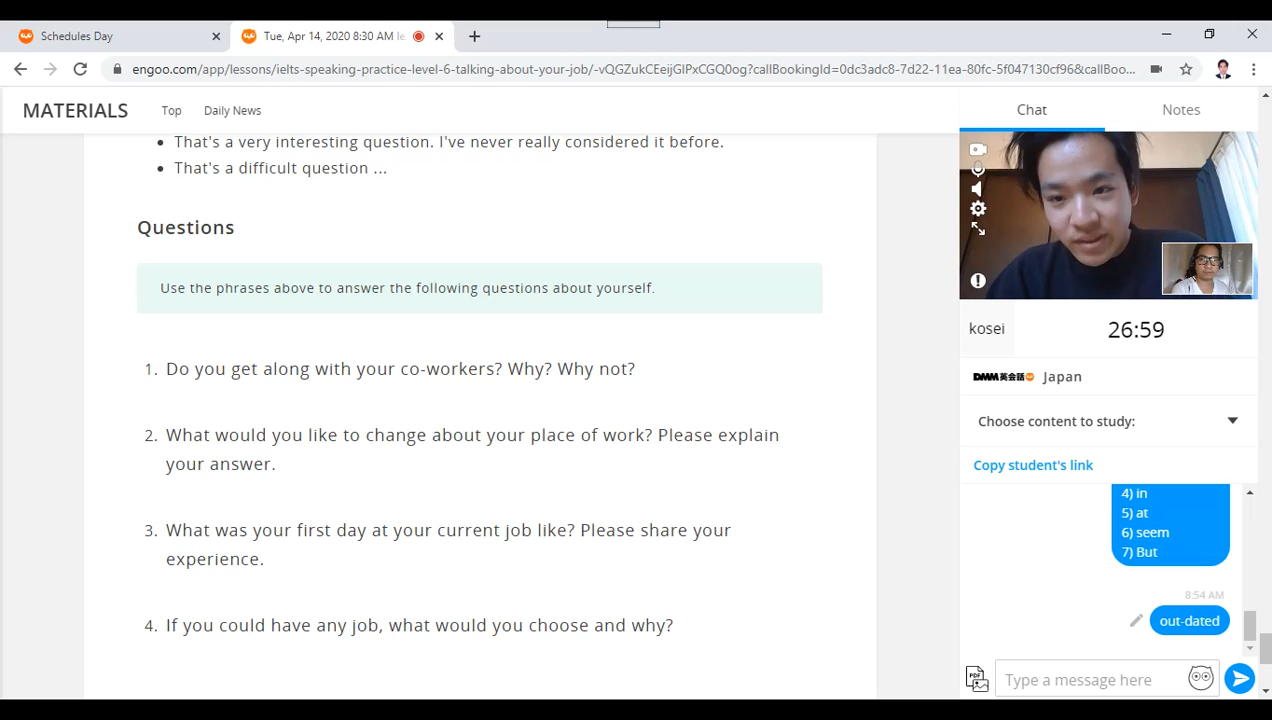 Schedules Day
Tue, Apr 14, 2020 8:30 AM le
engoo.com/app/lessons/ielts-speaking-practice-level-6-talking-about-your-job/-vQGZukCEeijGlPxCGQ0og?callBookingId=0dc3adc8-7d22-11ea-80fc-5f047130cf96&callBoo...
MATERIALS
Top
Daily News
Chat
Notes
• That's a very interesting question. I've never really considered it before.
• That's a difficult question ...
Questions
Use the phrases above to answer the following questions about yourself.
1. Do you get along with your co-workers? Why? Why not?
2. What would you like to change about your place of work? Please explain
your answer.
3. What was your first day at your current job like? Please share your
experience.
4. If you could have any job, what would you choose and why?
kosei
26:59
DMM英会話
Japan
Choose content to study:
Copy student's link
4) in
5) at
6) seem
7) But
8:54 AM
out-dated
PDF
Type a message here